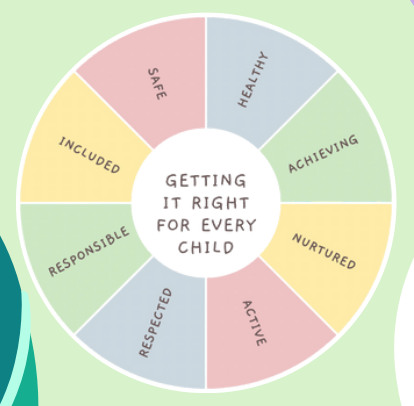 SAFE
HEALTHY
ACHIEVING
NURTURED
ACTIVE
RESPECTED
RESPONSIBLE
INCLUDED
GETTING
IT RIGHT
FOR EVERY
CHILD